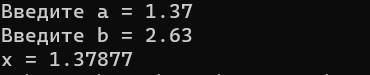 Введите a = 1.37
Введите b = 2.63
x = 1.37877